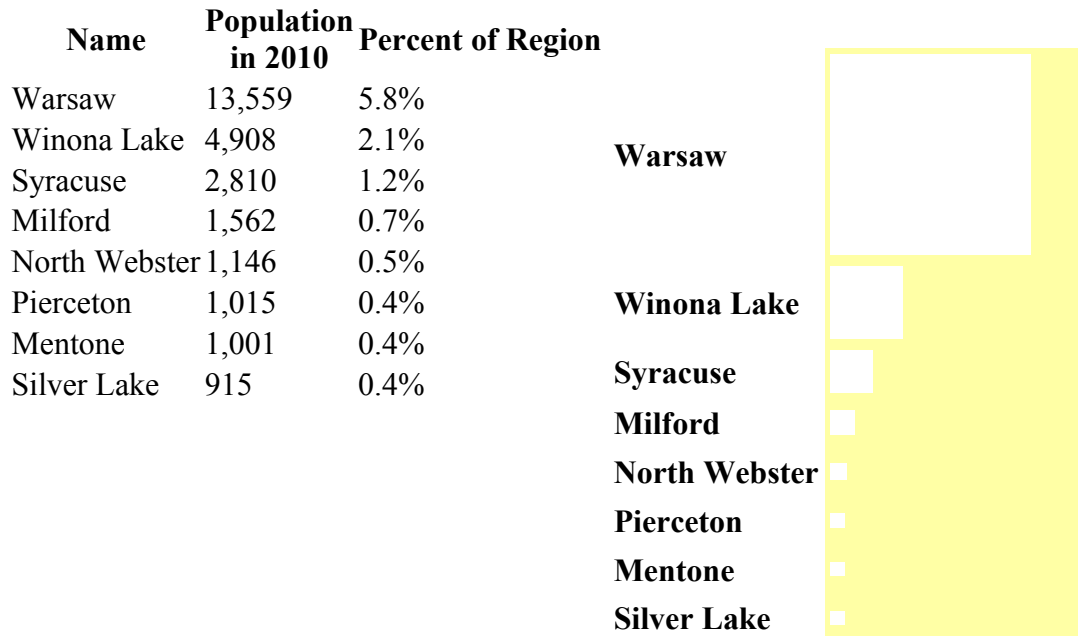 Name Population in 2010 Percent of Region
Warsaw 13,559 5.8%
Winona Lake 4,908 2.1%
Syracuse 2,810 1.2%
Milford 1,562 0.7%
North Webster 1,146 0.5%
Pierceton 1,015 0.4%
Mentone 1,001 0.4%
Silver Lake 915 0.4%
Warsaw
Winona Lake
Syracuse
Milford
North Webster
Pierceton
Mentone
Silver Lake